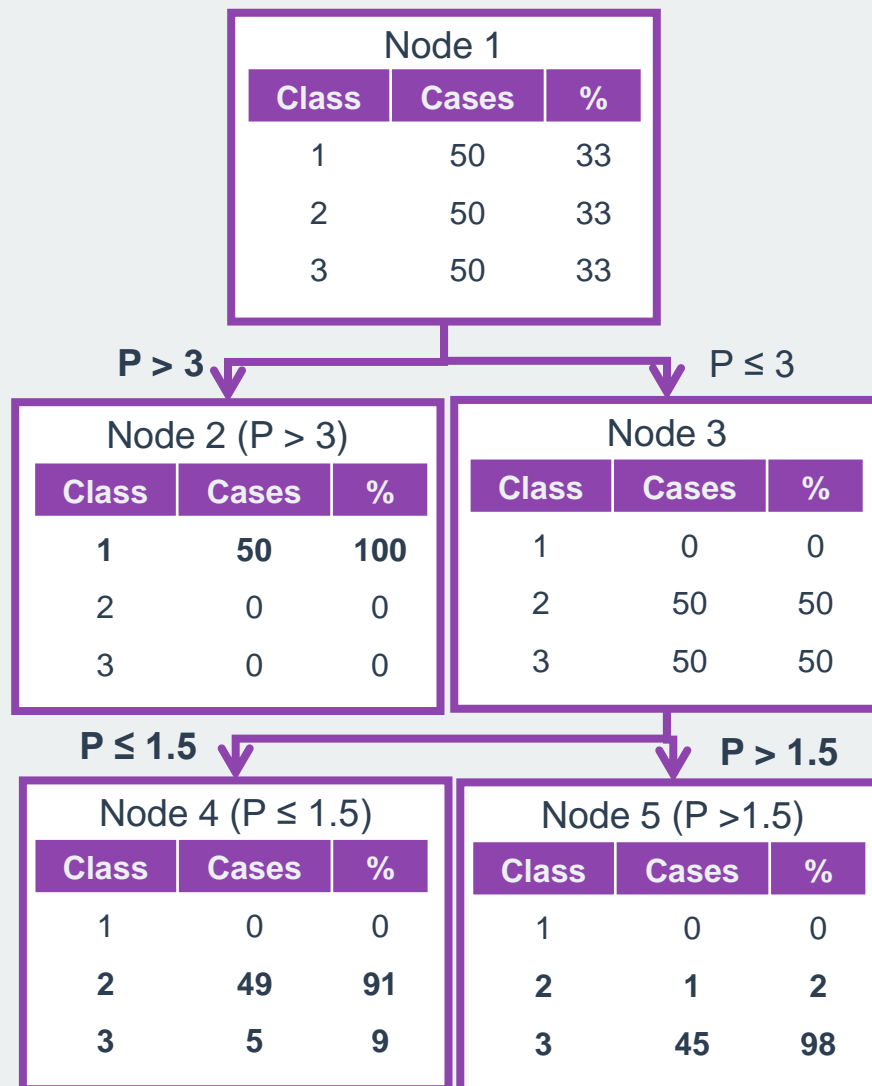 Node 1
Class Cases %
1 50 33
2 50 33
3 50 33
P > 3
P ≤ 3
Node 2 (P > 3)
Class Cases %
1 50 100
2 0 0
3 0 0
Node 3
Class Cases %
1 0 0
2 50 50
3 50 50
P ≤ 1.5
P > 1.5
Node 4 (P ≤ 1.5)
Class Cases %
1 0 0
2 49 91
3 5 9
Node 5 (P >1.5)
Class Cases %
1 0 0
2 1 2
3 45 98